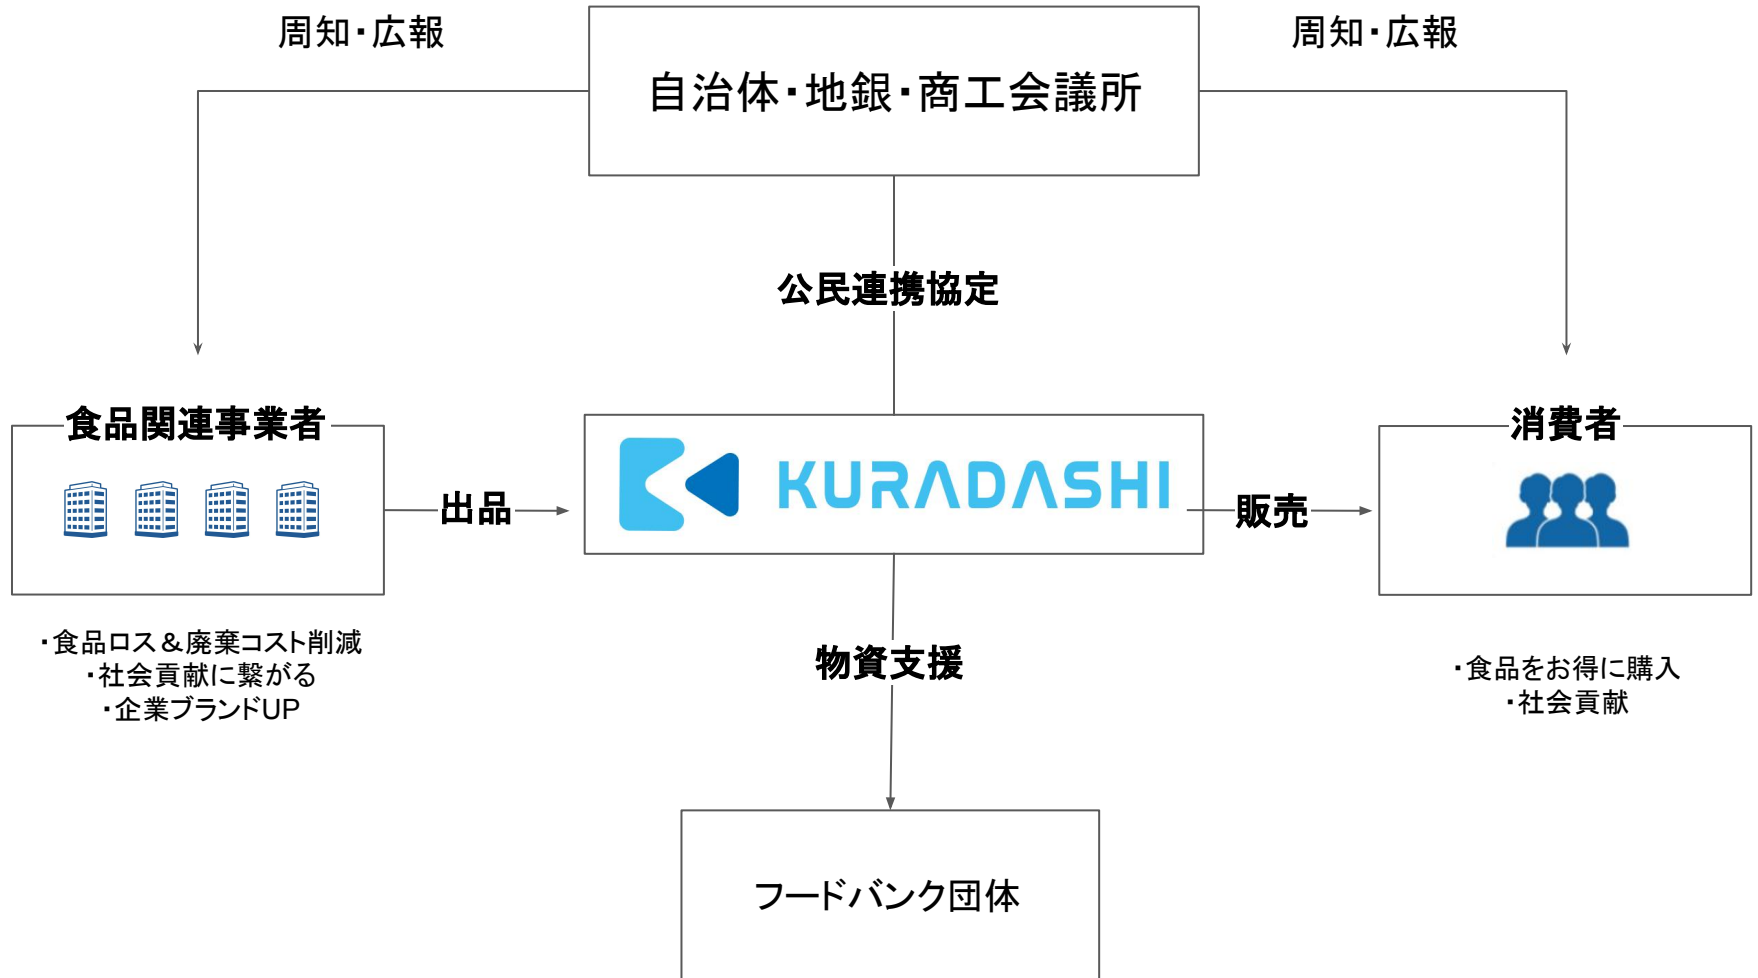 周知・広報
周知・広報
自治体・地銀・商工会議所
公民連携協定
食品関連事業者
消費者
出品
KURADASHI
販売
・食品ロス＆廃棄コスト削減
・社会貢献に繋がる
・企業ブランドUP
物資支援
・食品をお得に購入
・社会貢献
フードバンク団体